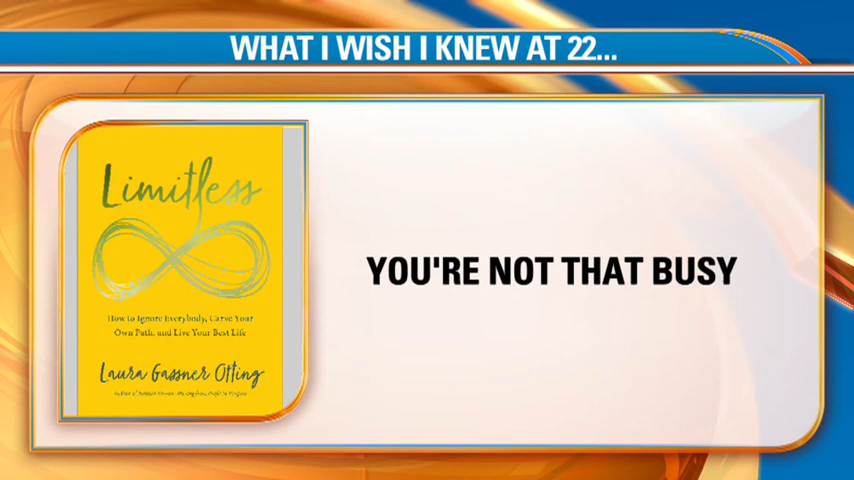 WHAT I WISH I KNEW AT 22...
Limitless
How to Ignore Everybody, Carve Your
Own Path, and Live Your Best Life
Laura Gassner Otting
YOU'RE NOT THAT BUSY